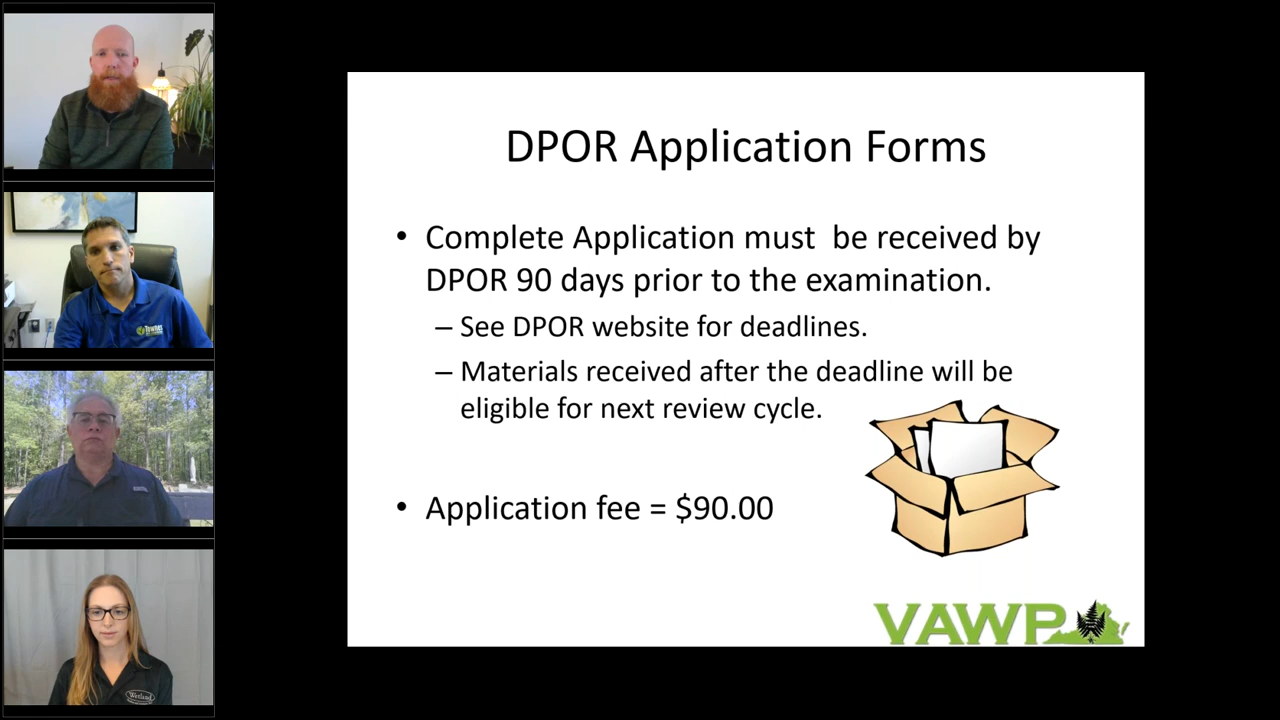 DPOR Application Forms
• Complete Application must  be received by
DPOR 90 days prior to the examination.
– See DPOR website for deadlines.
– Materials received after the deadline will be
eligible for next review cycle.
• Application fee = $90.00
VAWP
Wetland